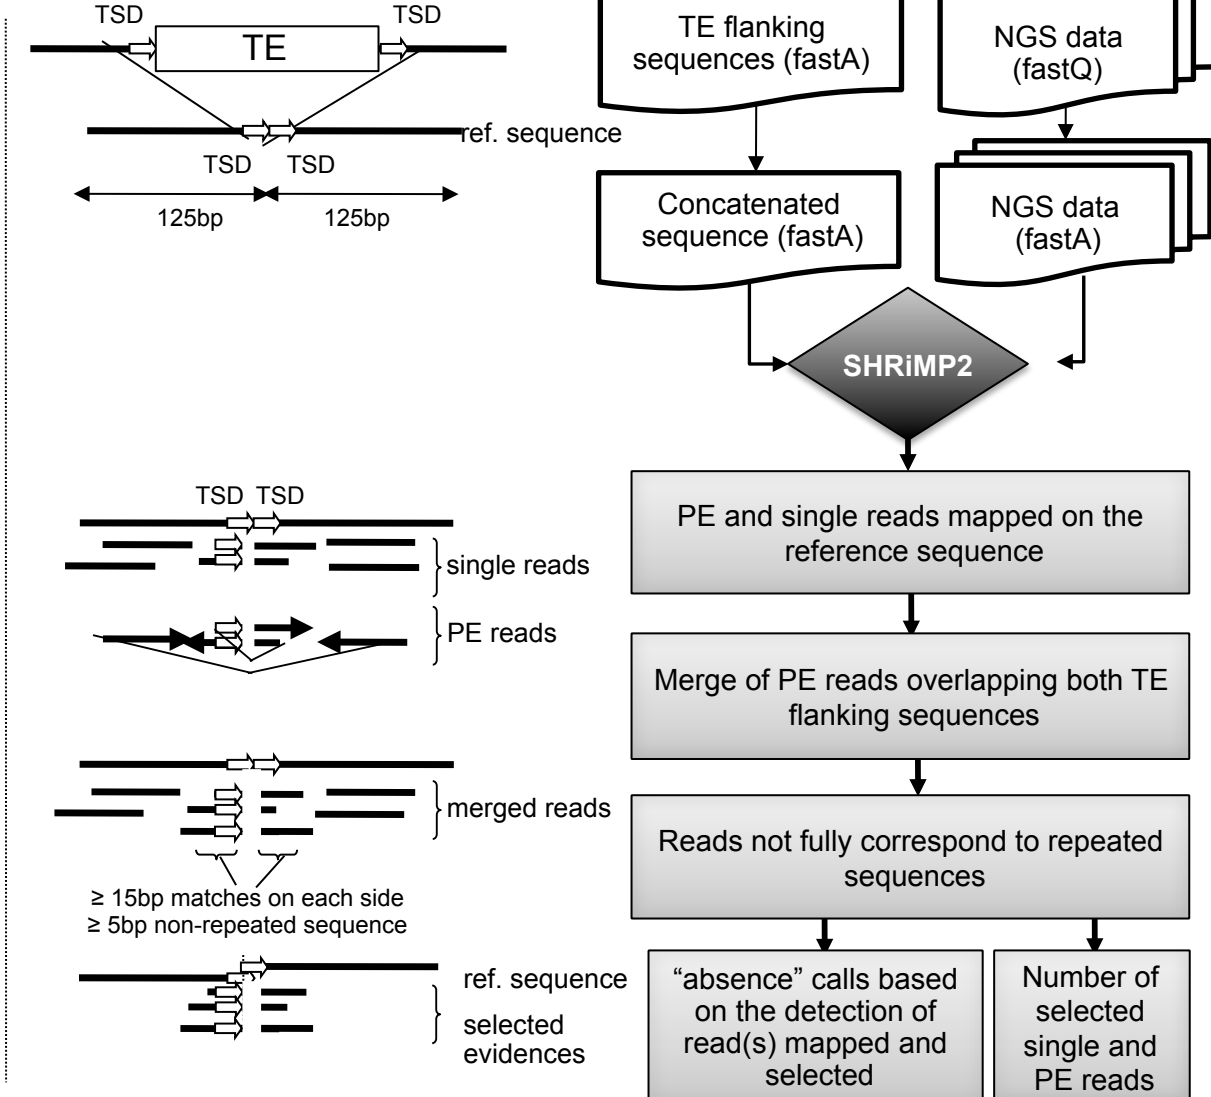 TSD
TSD
TE
ref. sequence
TSD
TSD
125bp
125bp
TE flanking
sequences (fastA)
NGS data
(fastQ)
Concatenated
sequence (fastA)
NGS data
(fastA)
SHRiMP2
TSD TSD
single reads
PE reads
PE and single reads mapped on the
reference sequence
Merge of PE reads overlapping both TE
flanking sequences
merged reads
≥ 15bp matches on each side
≥ 5bp non-repeated sequence
Reads not fully correspond to repeated
sequences
ref. sequence
selected
evidences
“absence” calls based
on the detection of
read(s) mapped and
selected
Number of
selected
single and
PE reads